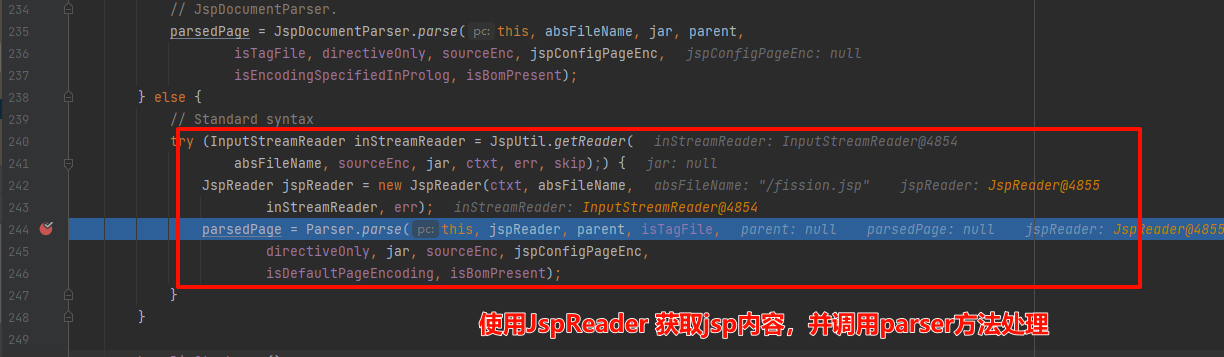 234 // JspDocumentParser.
235 parsedPage = JspDocumentParser.parse( pc: this, absFileName, jar, parent,
236 isTagFile, directiveOnly, sourceEnc, jspConfigPageEnc, jspConfigPageEnc: null
237 isEncodingSpecifiedInProlog, isBomPresent);
238 } else {
239 // Standard syntax
240 try (InputStreamReader inStreamReader = JspUtil.getReader( inStreamReader: InputStreamReader@4854
241 absFileName, sourceEnc, jar, ctxt, err, skip);) { jar: null
242 JspReader jspReader = new JspReader(ctxt, absFileName, absFileName: "/fission.jsp" jspReader: JspReader@4855
243 inStreamReader, err); inStreamReader: InputStreamReader@4854
244 parsedPage = Parser.parse( pc: this, jspReader, parent, isTagFile, parent: null parsedPage: null jspReader: JspReader@4855
245 directiveOnly, jar, sourceEnc, jspConfigPageEnc,
246 isDefaultPageEncoding, isBomPresent);
247 }
248 }
使用JspReader 获取jsp内容，并调用parser方法处理
249